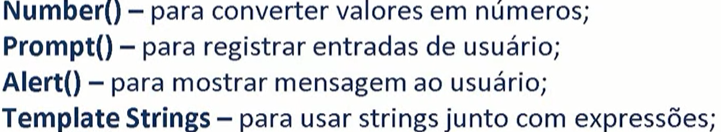 Number() – para converter valores em números;
Prompt() – para registrar entradas de usuário;
Alert() – para mostrar mensagem ao usuário;
Template Strings – para usar strings junto com expressões;